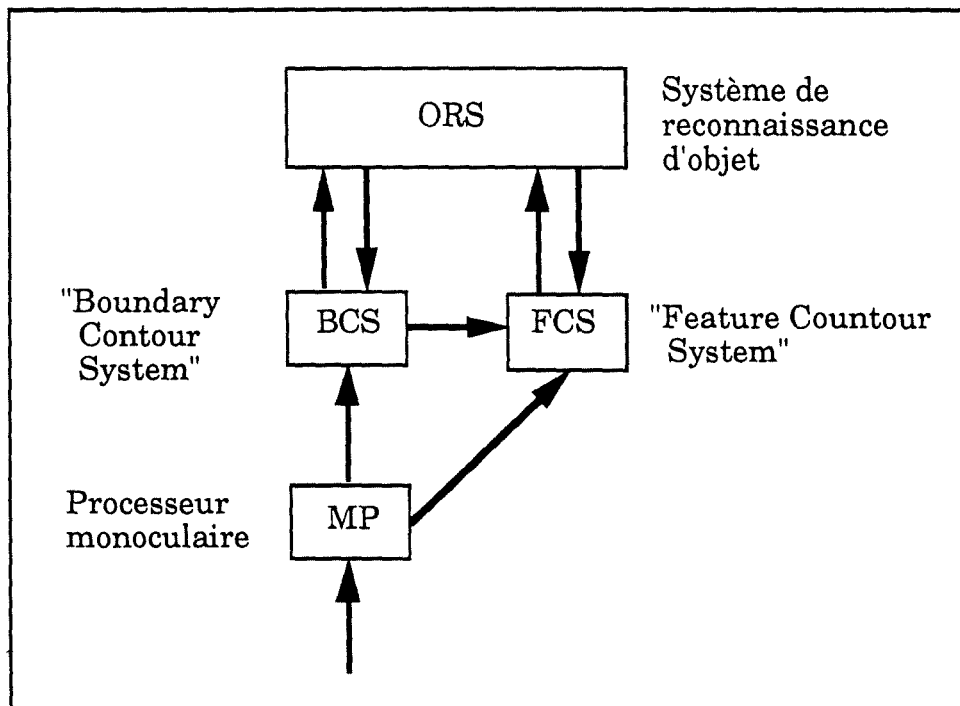 ORS
Système de
reconnaissance
d'objet
"Boundary
Contour
System"
BCS
FCS
"Feature Countour
System"
Processeur
monoculaire
MP